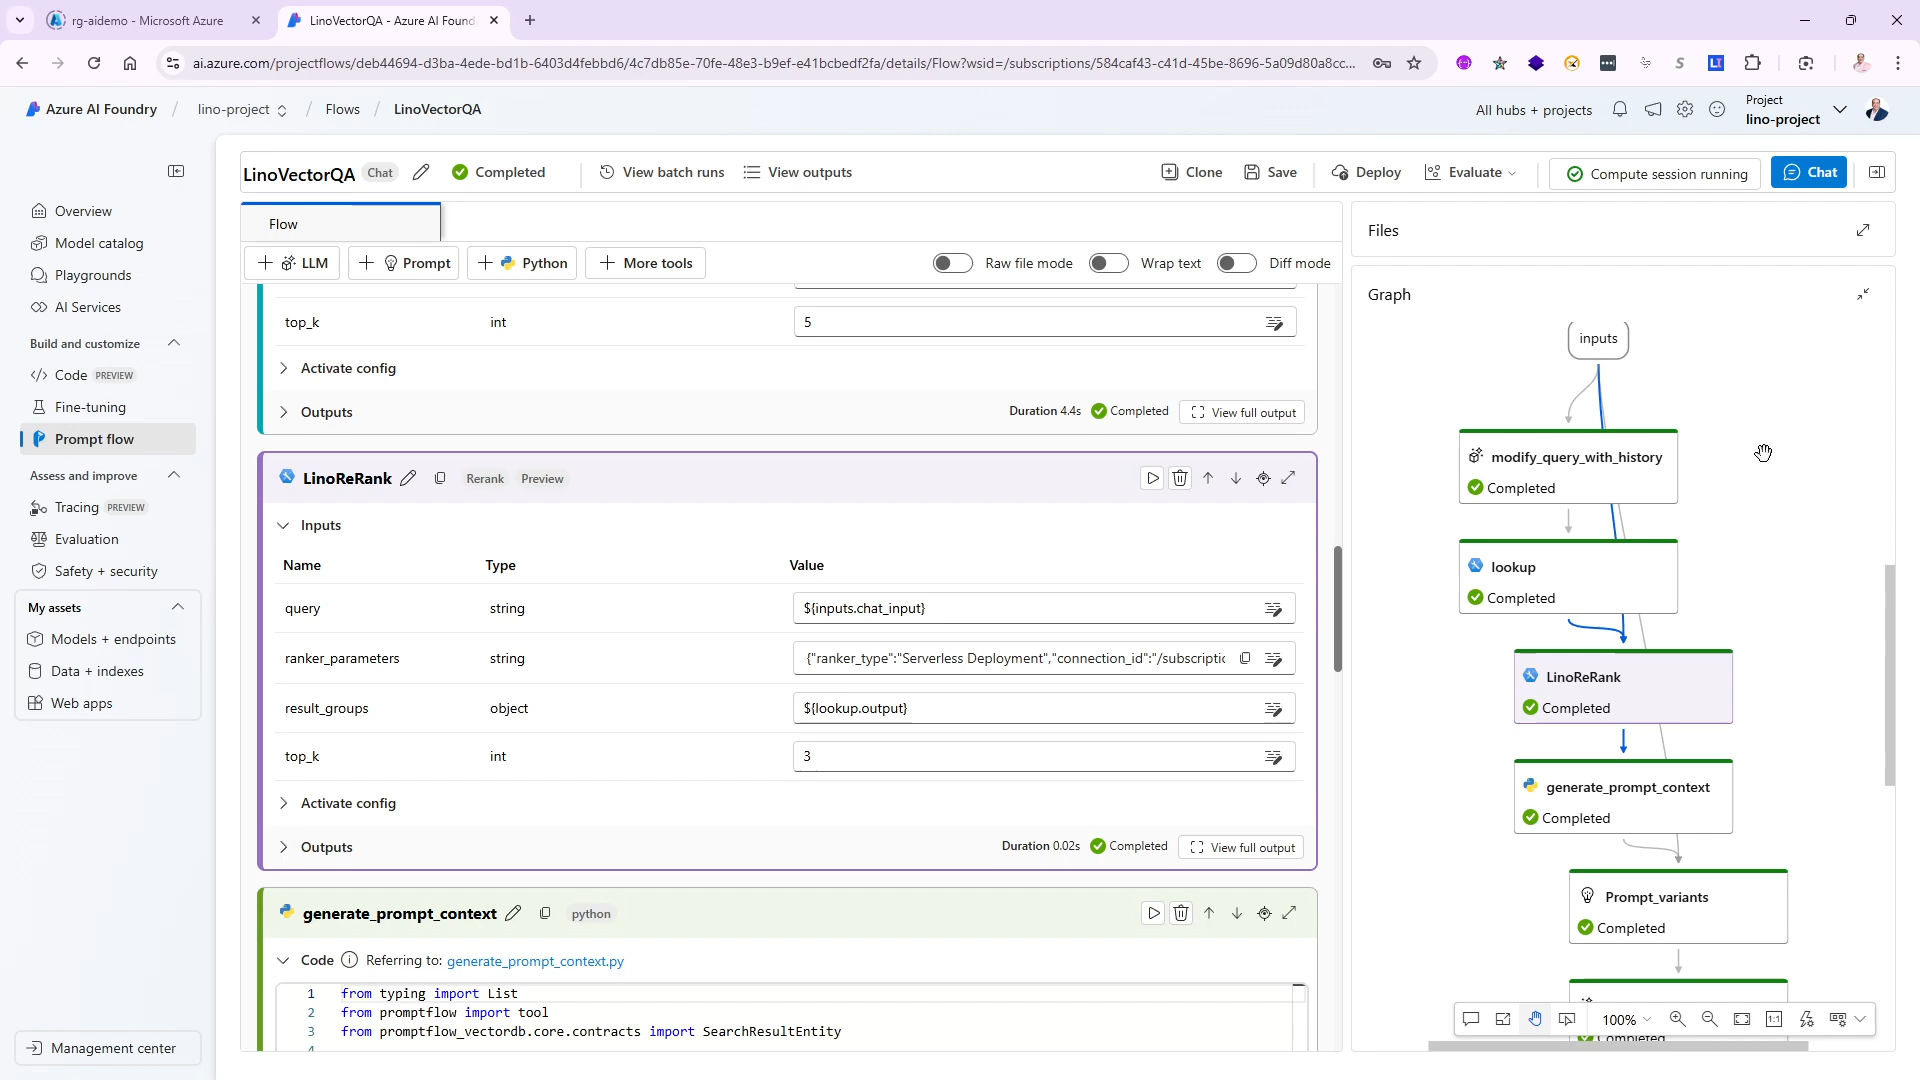 rg-aidemo - Microsoft Azure
LinoVectorQA - Azure AI Found
ai.azure.com/projectflows/deb44694-d3ba-4ede-bd1b-6403d4febbd6/4c7db85e-70fe-48e3-b9ef-e41bcbedf2fa/details/Flow?wsid=/subscriptions/584caf43-c41d-45be-8696-5a09d80a8cc...
Azure AI Foundry / lino-project / Flows / LinoVectorQA
All hubs + projects
Project
lino-project
LinoVectorQA Chat Completed View batch runs View outputs Clone Save Deploy Evaluate Compute session running Chat
Overview
Model catalog
Playgrounds
AI Services
Build and customize
Code PREVIEW
Fine-tuning
Prompt flow
Assess and improve
Tracing PREVIEW
Evaluation
Safety + security
My assets
Models + endpoints
Data + indexes
Web apps
Management center
Flow
LLM Prompt Python More tools Raw file mode Wrap text Diff mode
top_k int 5
Activate config
Outputs Duration 4.4s Completed View full output
LinoReRank Rerank Preview
Inputs
Name Type Value
query string ${inputs.chat_input}
ranker_parameters string {"ranker_type":"Serverless Deployment","connection_id":"/subscriptic
result_groups object ${lookup.output}
top_k int 3
Activate config
Outputs Duration 0.02s Completed View full output
generate_prompt_context python
Code Referring to: generate_prompt_context.py
1 from typing import List
2 from promptflow import tool
3 from promptflow_vectordb.core.contracts import SearchResultEntity
4
Files
Graph
inputs
modify_query_with_history
Completed
lookup
Completed
LinoReRank
Completed
generate_prompt_context
Completed
Prompt_variants
Completed
100%
Completed